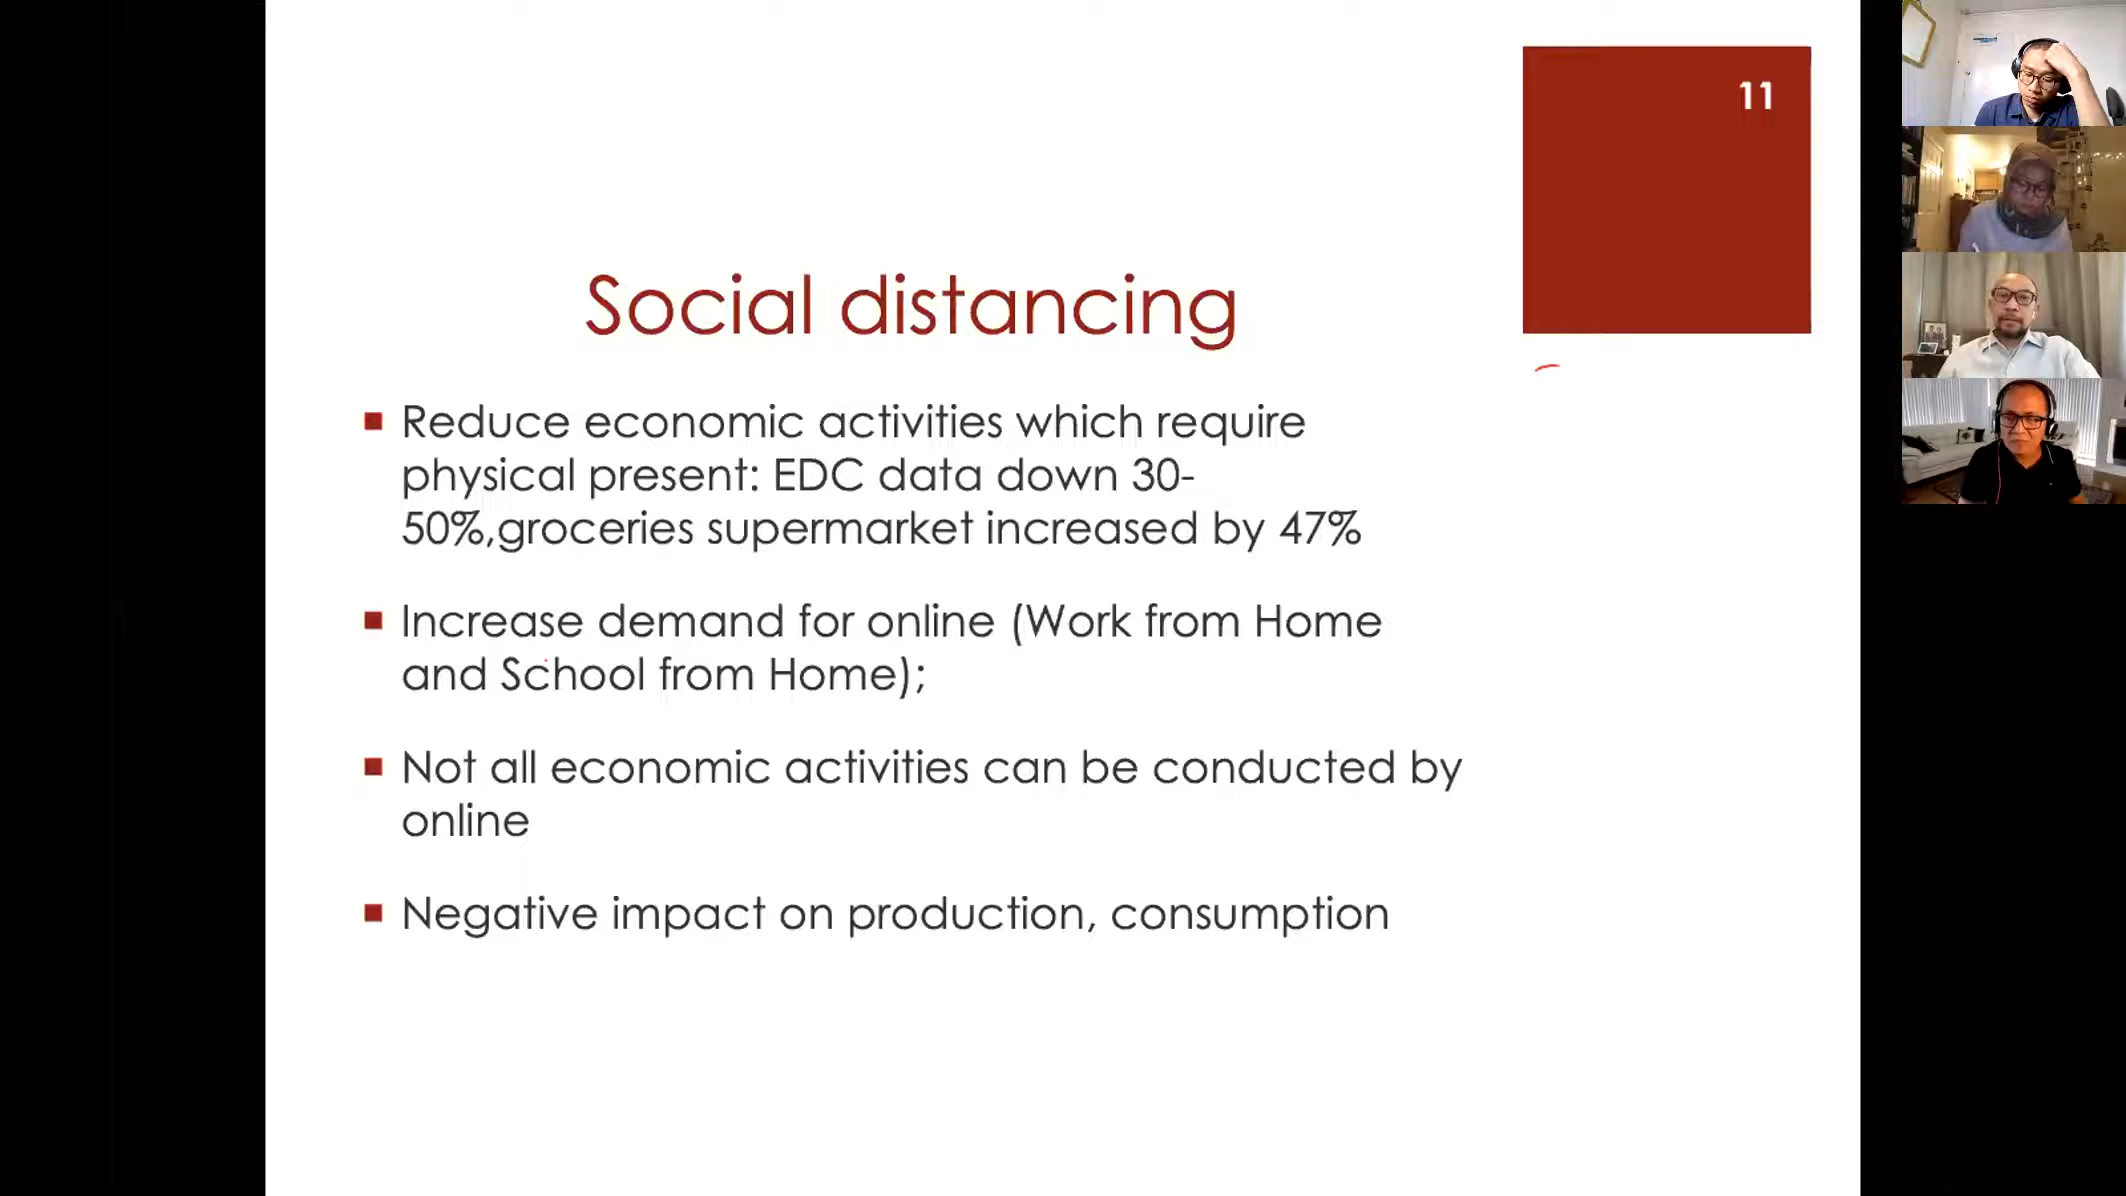 11
Social distancing
Reduce economic activities which require
physical present: EDC data down 30-
50%,groceries supermarket increased by 47%
Increase demand for online (Work from Home
and School from Home);
Not all economic activities can be conducted by
online
Negative impact on production, consumption